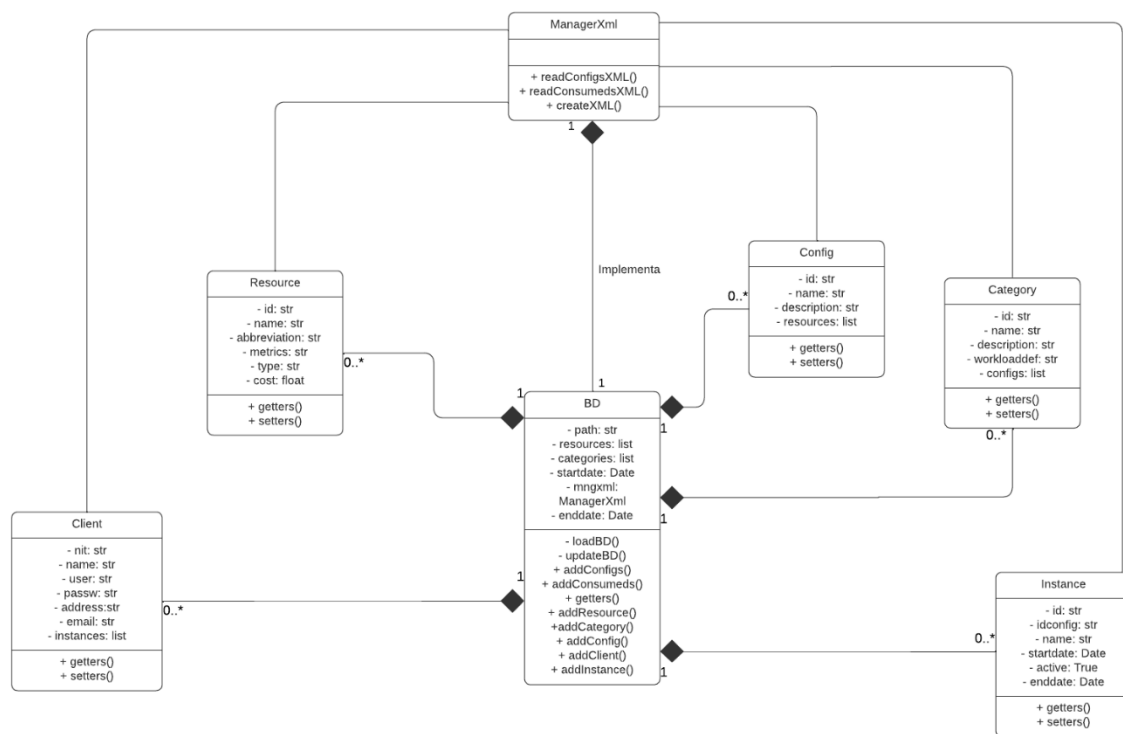 ManagerXml
+ readConfigsXML()
+ readConsumedsXML()
+ createXML()
1
Implementa
1
Resource
- id: str
- name: str
- abbreviation: str
- metrics: str
- type: str
- cost: float
+ getters()
+ setters()
0..*
1
Config
- id: str
- name: str
- description: str
- resources: list
+ getters()
+ setters()
0..*
1
Category
- id: str
- name: str
- description: str
- workloaddef: str
- configs: list
+ getters()
+ setters()
0..*
1
BD
- path: str
- resources: list
- categories: list
- startdate: Date
- mngxml:
ManagerXml
- enddate: Date
- loadBD()
- updateBD()
+ addConfigs()
+ addConsumeds()
+ getters()
+ addResource()
+addCategory()
+ addConfig()
+ addClient()
+ addInstance()
Client
- nit: str
- name: str
- user: str
- passw: str
- address:str
- email: str
- instances: list
+ getters()
+ setters()
0..*
1
Instance
- id: str
- idconfig: str
- name: str
- startdate: Date
- active: True
- enddate: Date
+ getters()
+ setters()
0..*
1